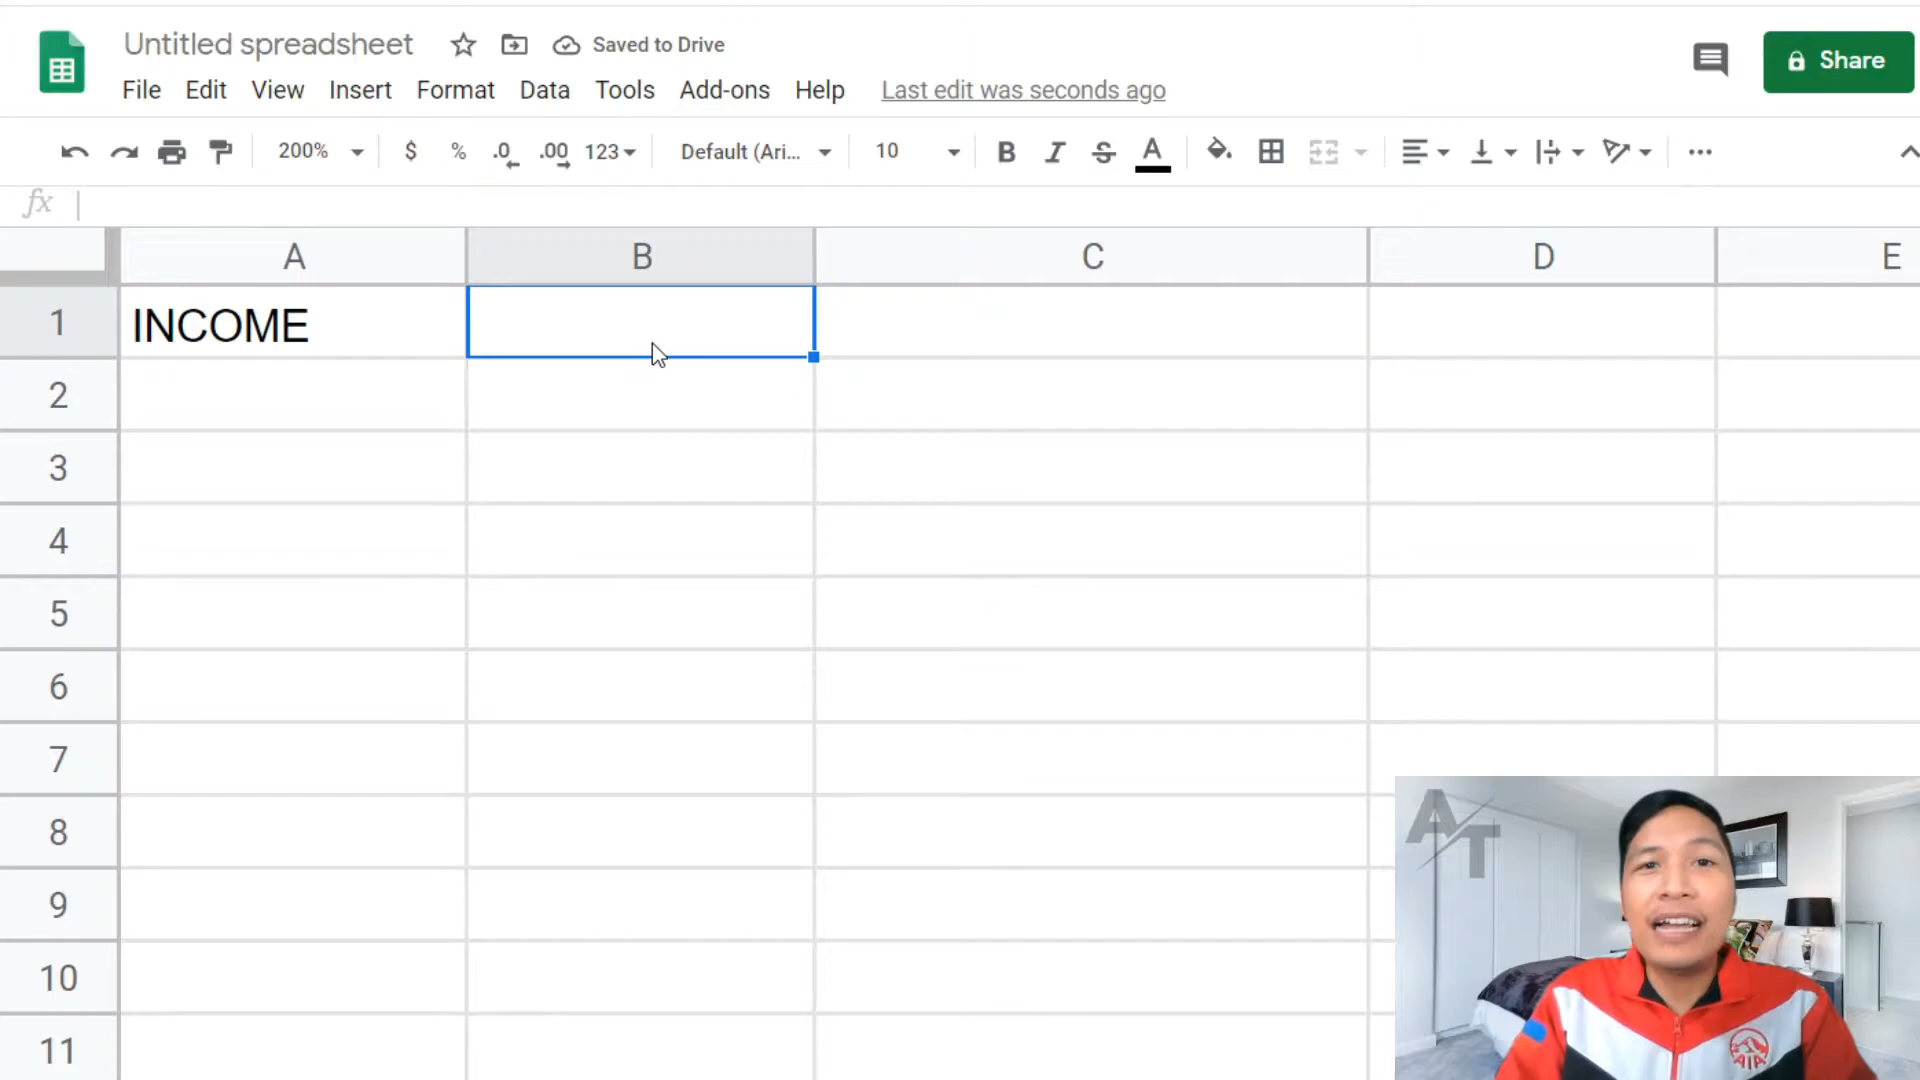 Untitled spreadsheet Saved to Drive
Share
File Edit View Insert Format Data Tools Add-ons Help Last edit was seconds ago
200% $ % .0 .00 123 Default (Ari... 10 B I S A
fx
A B C D E
1 INCOME
2
3
4
5
6
7
8
9
10
11
AT
AIA